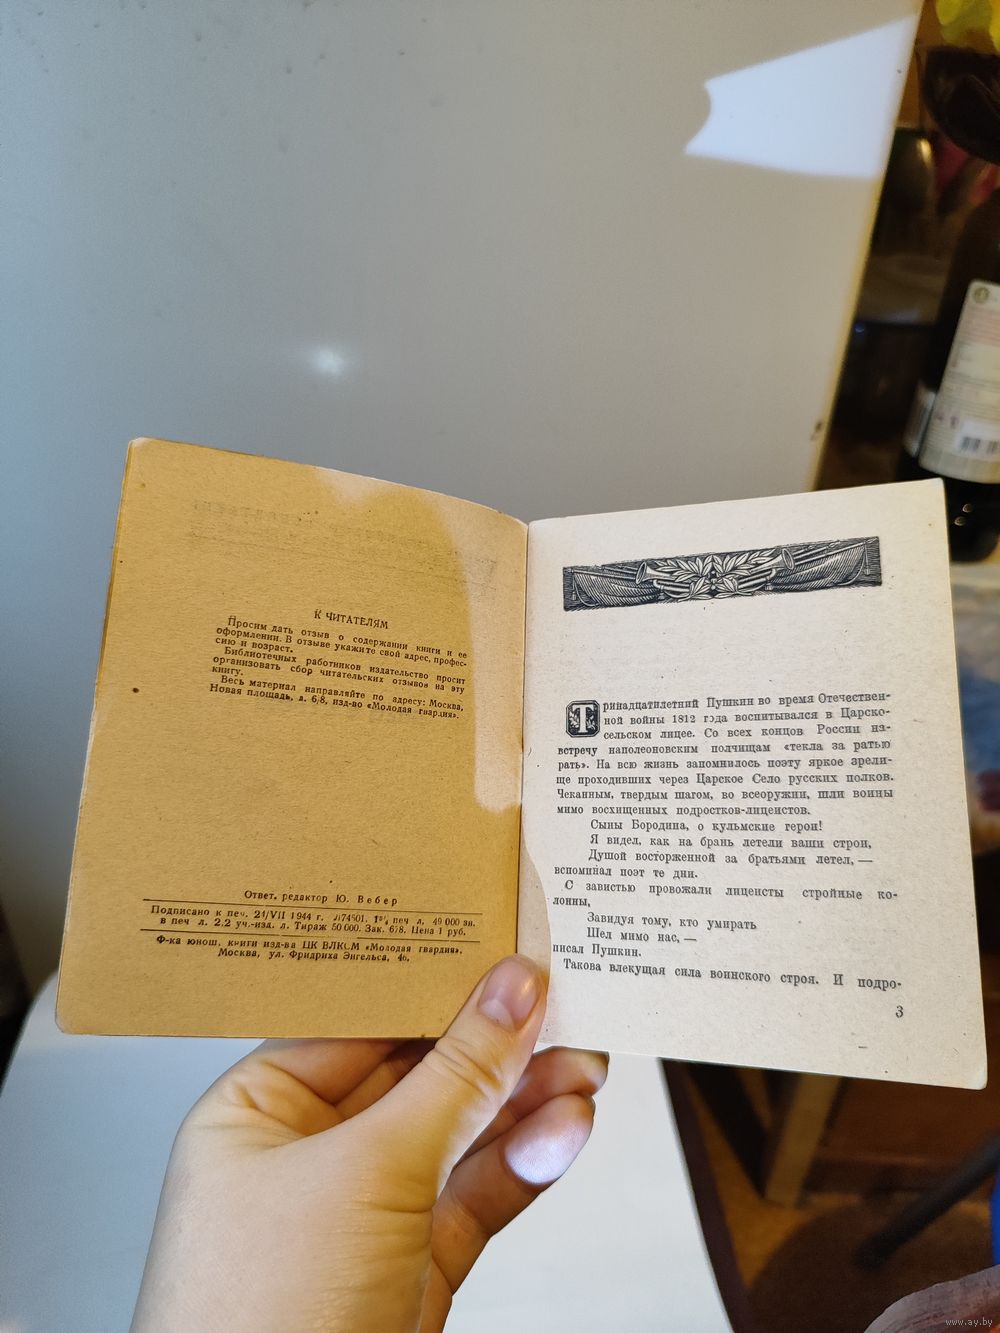 К ЧИТАТЕЛЯМ
Просим дать отзыв о содержании книги и ее
оформлении. В отзыве укажите свой адрес, профес-
сию и возраст.
Библиотечных работников издательство просит
организовать сбор читательских отзывов на эту
книгу.
Весь материал направляйте по адресу: Москва,
Новая площадь, д. 6/8, изд-во «Молодая гвардия».
Ответ. редактор Ю. Вебер
Подписано к печ. 21/VII 1944 г. Л74501. печ л. 49 000 зн.
в печ л. 2,2 уч.-изд. л. Тираж 50 000. Зак. 678. Цена 1 руб.
Ф-ка юнош. книги изд-ва ЦК ВЛКСМ «Молодая гвардия».
Москва, ул. Фридриха Энгельса, 46.
Тринадцатилетний Пушкин во время Отечествен-
ной войны 1812 года воспитывался в Царско-
сельском лицее. Со всех концов России на-
встречу наполеоновским полчищам «текла за ратью
рать». На всю жизнь запомнилось поэту яркое зрели-
ще проходивших через Царское Село русских полков.
Чеканным, твердым шагом, во всеоружии, шли воины
мимо восхищенных подростков-лицеистов.
Сыны Бородина, о кульмские герои!
Я видел, как на брань летели ваши строи,
Душой восторженной за братьями летел, —
вспоминал поэт те дни.
С завистью провожали лицеисты стройные ко-
лонны,
Завидуя тому, кто умирать
Шел мимо нас, —
писал Пушкин.
Такова влекущая сила воинского строя. И подро-
3
www.ay.by